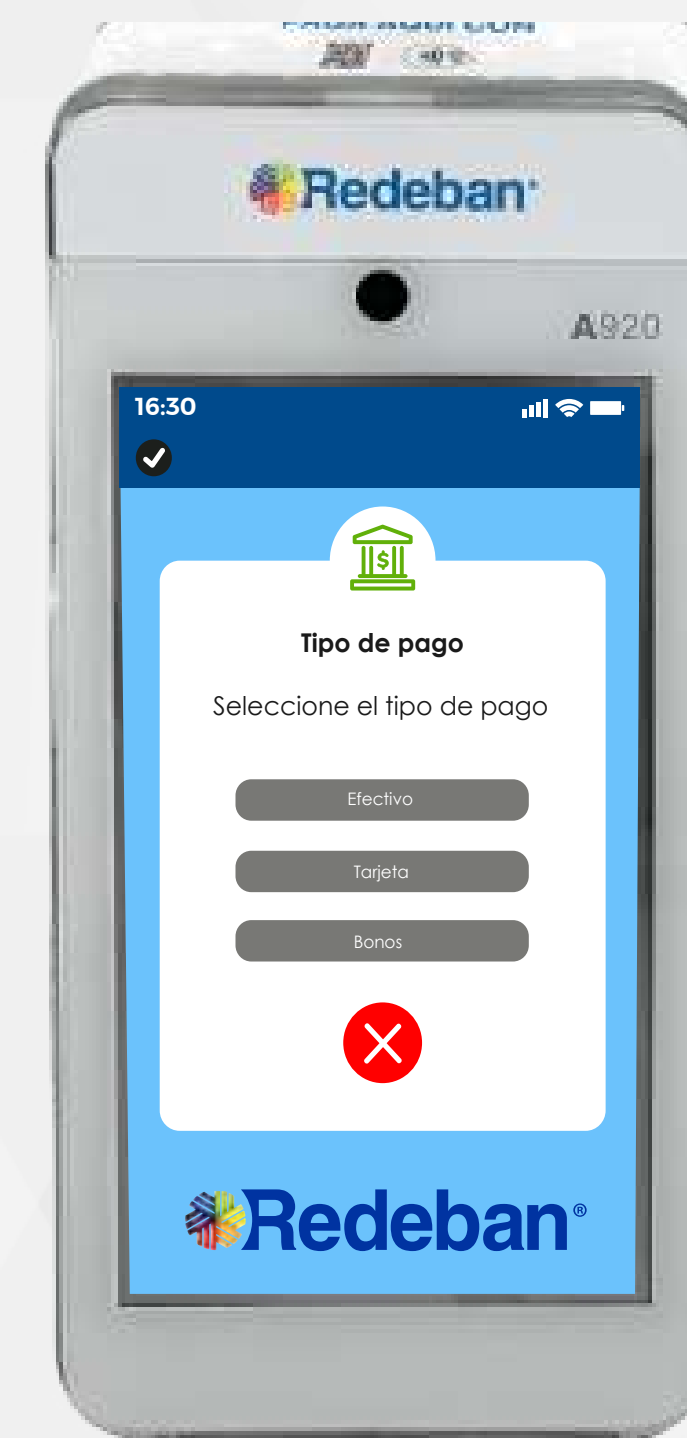 Redeban
A920
16:30
Tipo de pago
Seleccione el tipo de pago
Efectivo
Tarjeta
Bonos
Redeban®